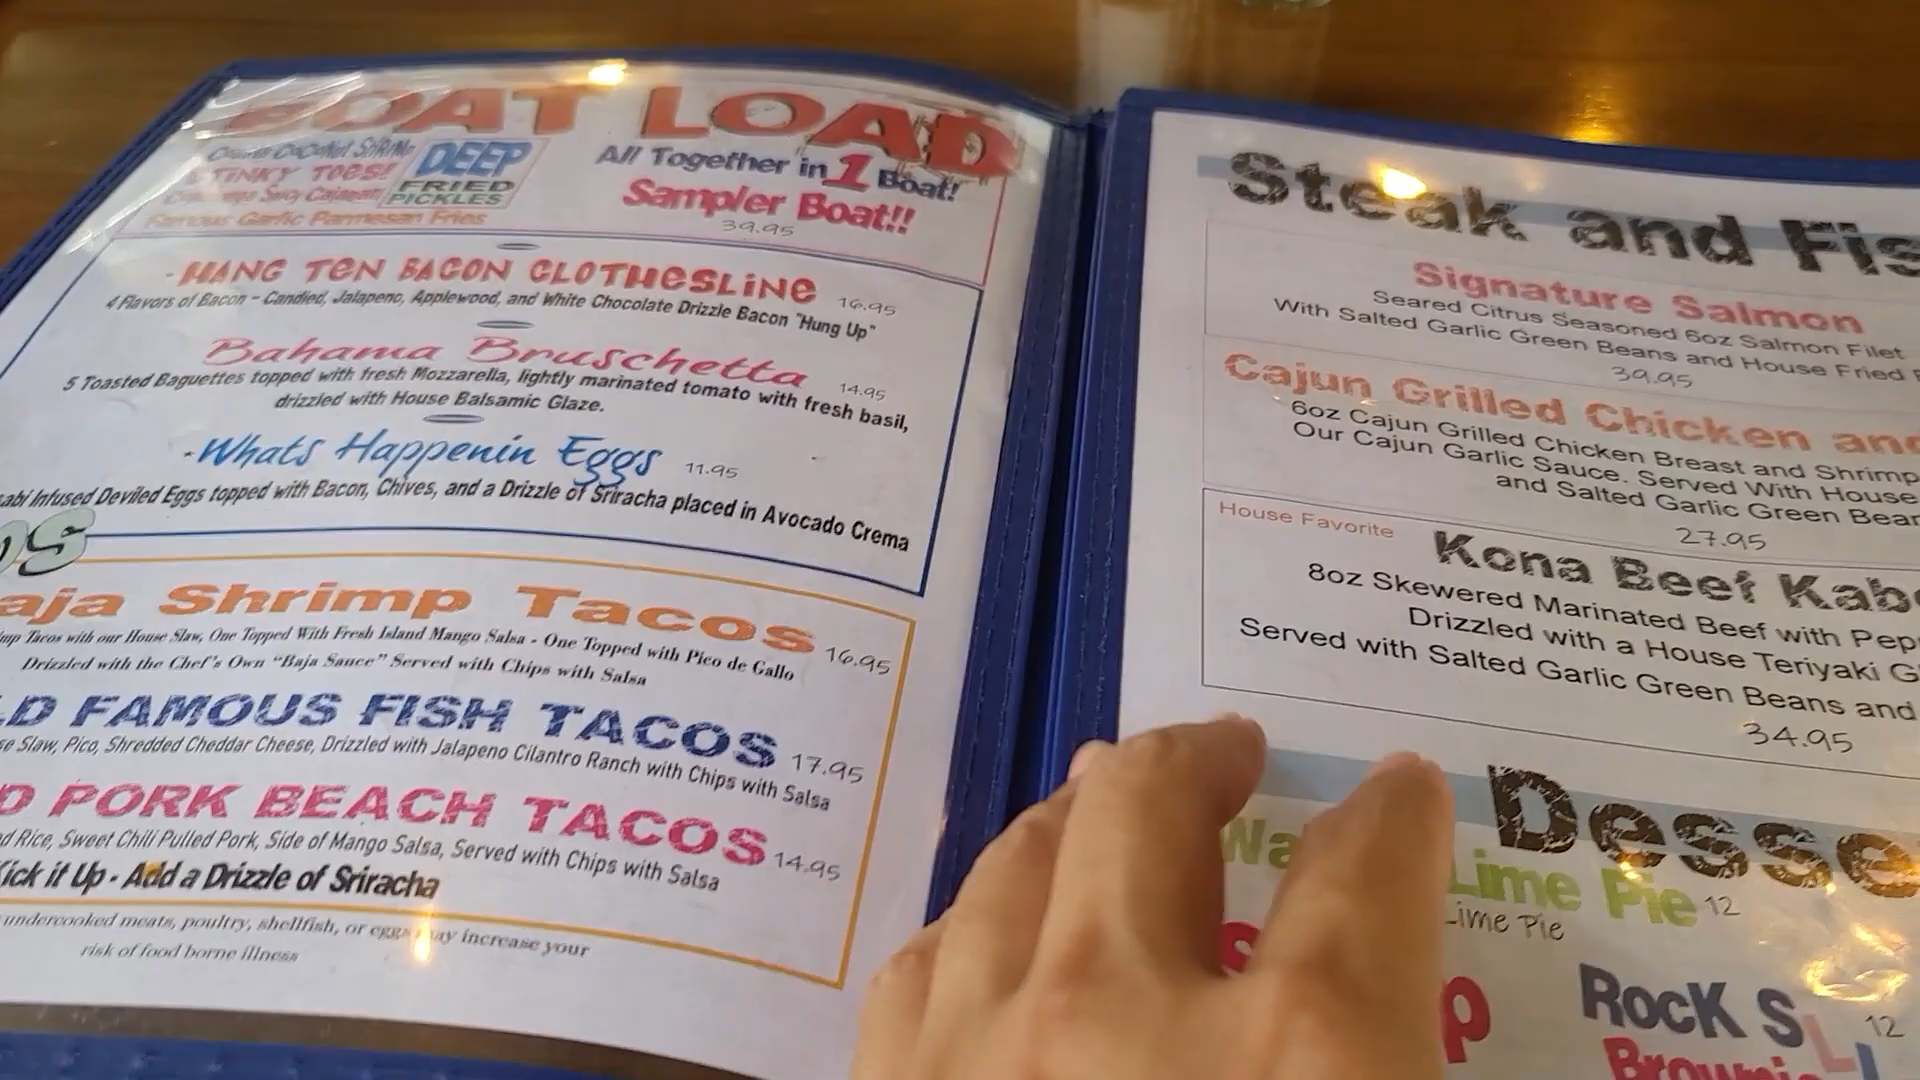 BOAT LOAD
Coconut Shrimp
STINKY TOES!
Spicy Calamari
Famous Garlic Parmesan Fries
DEEP
FRIED
PICKLES
All Together in 1 Boat!
Sampler Boat!!
39.95
- HANG TEN BACON CLOTHESLINE 16.95
4 Flavors of Bacon - Candied, Jalapeno, Applewood, and White Chocolate Drizzle Bacon "Hung Up"
Bahama Bruschetta 14.95
5 Toasted Baguettes topped with fresh Mozzarella, lightly marinated tomato with fresh basil,
drizzled with House Balsamic Glaze.
-Whats Happenin Eggs 11.95
Infused Deviled Eggs topped with Bacon, Chives, and a Drizzle of Sriracha placed in Avocado Crema
aja Shrimp Tacos 16.95
Tacos with our House Slaw, One Topped With Fresh Island Mango Salsa - One Topped with Pico de Gallo
Drizzled with the Chef's Own "Baja Sauce" Served with Chips with Salsa
LD FAMOUS FISH TACOS 17.95
se Slaw, Pico, Shredded Cheddar Cheese, Drizzled with Jalapeno Cilantro Ranch with Chips with Salsa
D PORK BEACH TACOS 14.95
d Rice, Sweet Chili Pulled Pork, Side of Mango Salsa, Served with Chips with Salsa
Kick it Up - Add a Drizzle of Sriracha
undercooked meats, poultry, shellfish, or eggs may increase your
risk of food borne illness
Steak and Fis
Signature Salmon
Seared Citrus Seasoned 6oz Salmon Filet
With Salted Garlic Green Beans and House Fried
39.95
Cajun Grilled Chicken and
6oz Cajun Grilled Chicken Breast and Shrimp
Our Cajun Garlic Sauce. Served With House
and Salted Garlic Green Bean
27.95
House Favorite
Kona Beef Kab
8oz Skewered Marinated Beef with Pep
Drizzled with a House Teriyaki G
Served with Salted Garlic Green Beans and
34.95
Desse
Lime Pie 12
Lime Pie
Rock S
12
Brownie